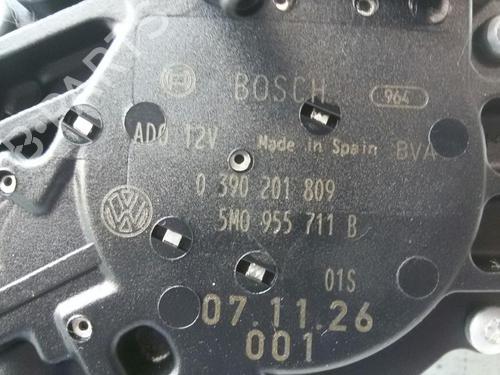 BOSCH 964
AD0 12V Made in Spain BVA
0 390 201 809
5M0 955 711 B
01S
07.11.26
001